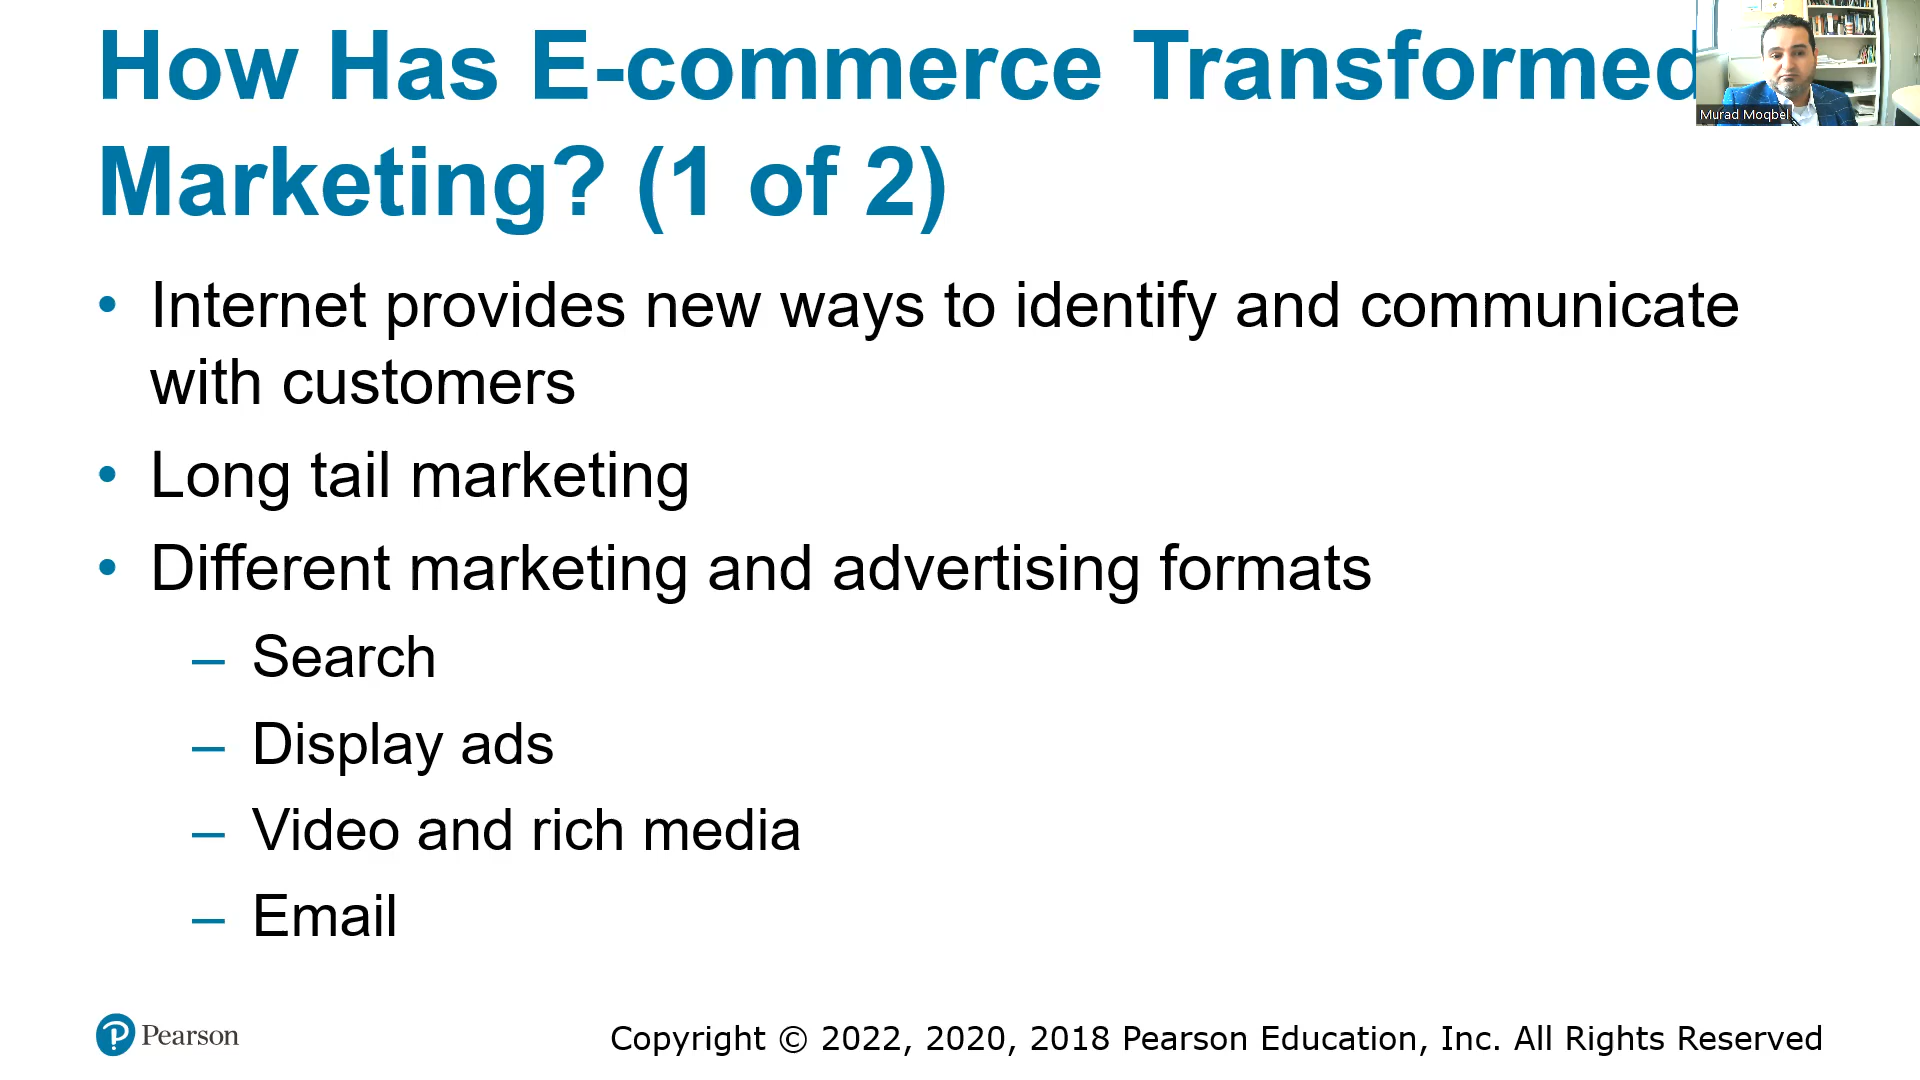 How Has E-commerce Transformed
Marketing? (1 of 2)
Murad Moqbel
• Internet provides new ways to identify and communicate
with customers
• Long tail marketing
• Different marketing and advertising formats
– Search
– Display ads
– Video and rich media
– Email
Pearson
Copyright © 2022, 2020, 2018 Pearson Education, Inc. All Rights Reserved